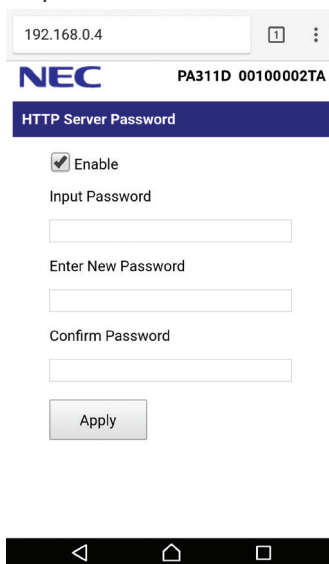 192.168.0.4
1
NEC PA311D 00100002TA
HTTP Server Password
Enable
Input Password
Enter New Password
Confirm Password
Apply